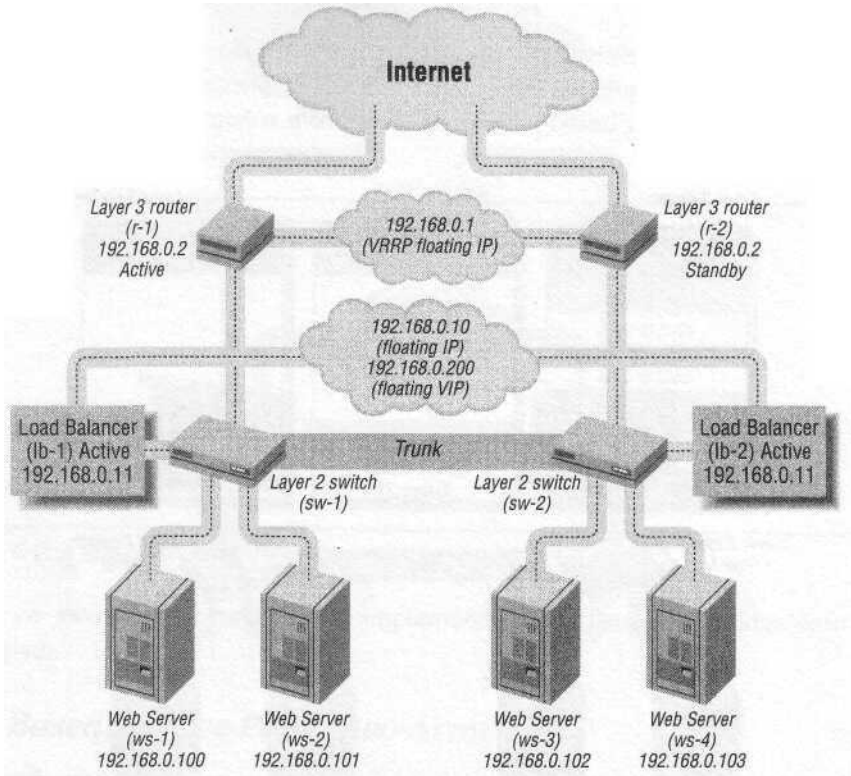 Internet
Layer 3 router
(r-1)
192.168.0.2
Active
192.168.0.1
(VRRP floating IP)
Layer 3 router
(r-2)
192.168.0.2
Standby
192.168.0.10
(floating IP)
192.168.0.200
(floating VIP)
Load Balancer
(lb-1) Active
192.168.0.11
Trunk
Load Balancer
(lb-2) Active
192.168.0.11
Layer 2 switch
(sw-1)
Layer 2 switch
(sw-2)
Web Server
(ws-1)
192.168.0.100
Web Server
(ws-2)
192.168.0.101
Web Server
(ws-3)
192.168.0.102
Web Server
(ws-4)
192.168.0.103